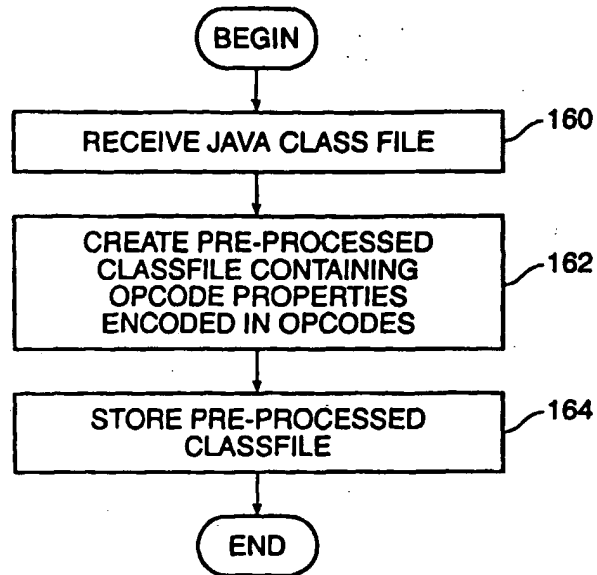 BEGIN
RECEIVE JAVA CLASS FILE
160
CREATE PRE-PROCESSED
CLASSFILE CONTAINING
OPCODE PROPERTIES
ENCODED IN OPCODES
162
STORE PRE-PROCESSED
CLASSFILE
164
END